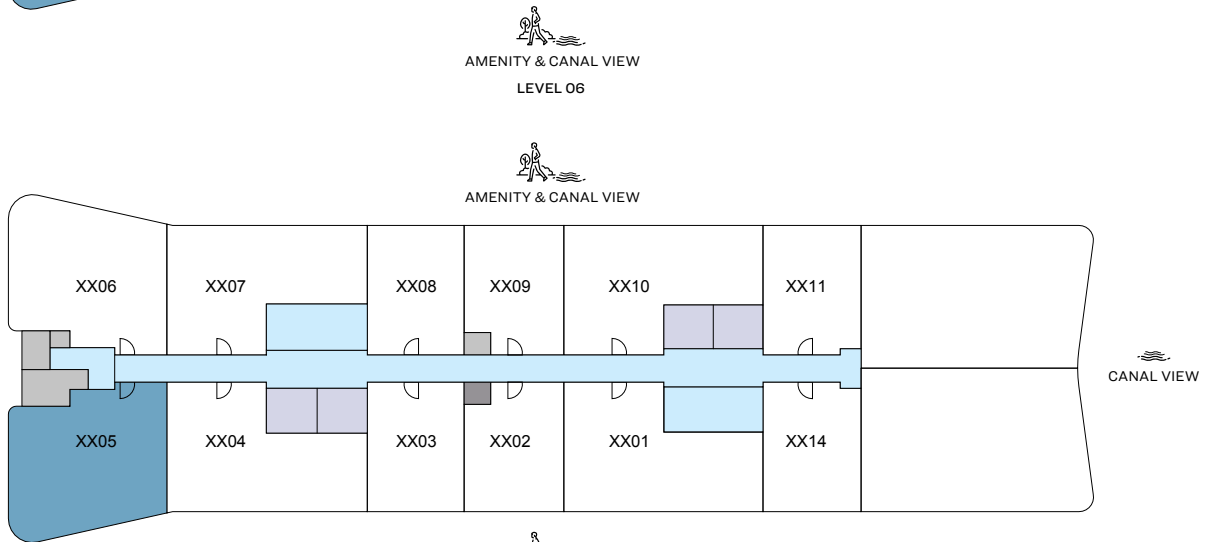 AMENITY & CANAL VIEW
LEVEL 06
AMENITY & CANAL VIEW
XX06 XX07 XX08 XX09 XX10 XX11
CANAL VIEW
XX05 XX04 XX03 XX02 XX01 XX14